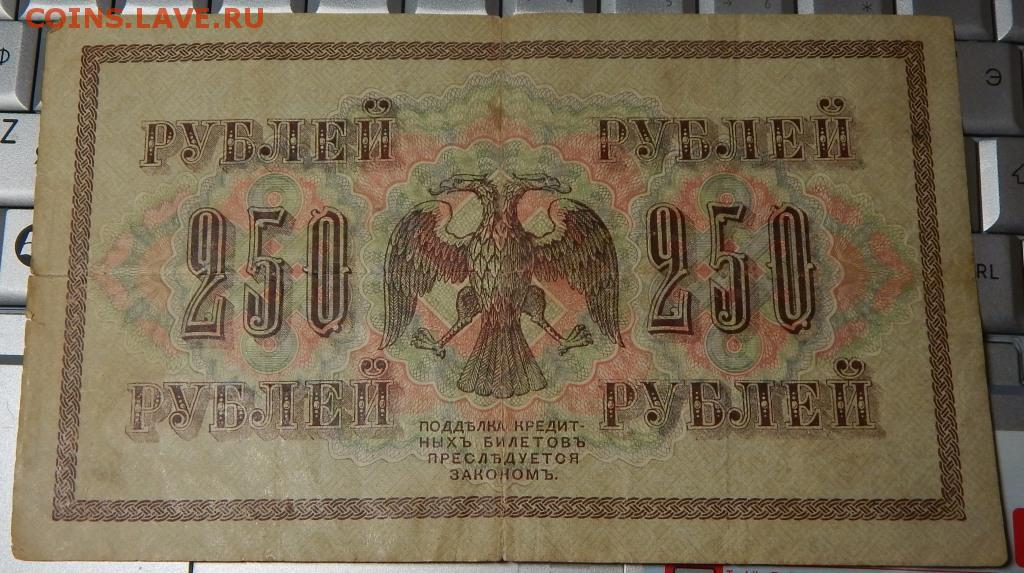 COINS.LAVE.RU
РУБЛЕЙ РУБЛЕЙ
250 250
РУБЛЕЙ РУБЛЕЙ
ПОДДѢЛКА КРЕДИТ-
НЫХЪ БИЛЕТОВЪ
ПРЕСЛѢДУЕТСЯ
ЗАКОНОМЪ.
Ф
Z
Э